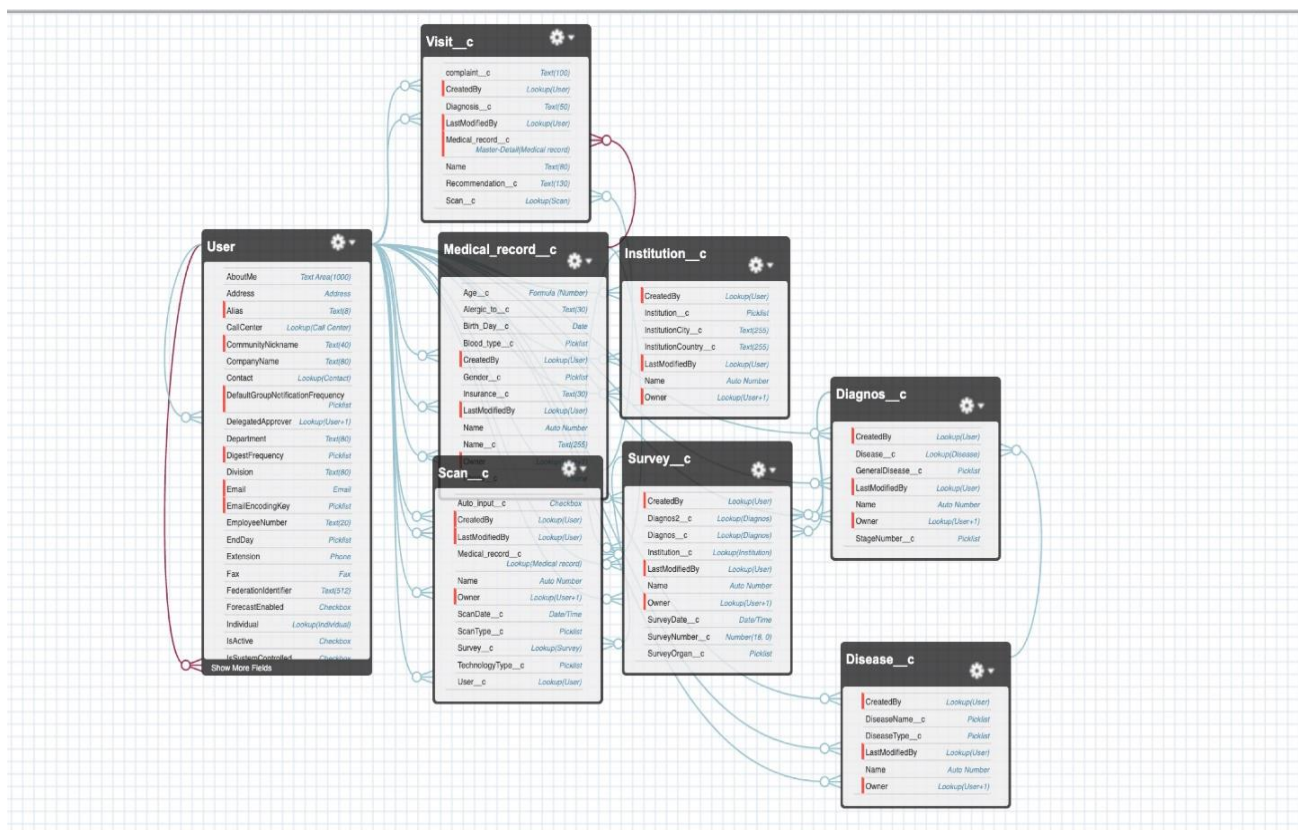 Visit__c
complaint__c Text(100)
CreatedBy Lookup(User)
Diagnosis__c Text(50)
LastModifiedBy Lookup(User)
Medical_record__c
Master-Detail(Medical record)
Name Text(80)
Recommendation__c Text(130)
Scan__c Lookup(Scan)
User
AboutMe Text Area(1000)
Address Address
Alias Text(8)
CallCenter Lookup(Call Center)
CommunityNickname Text(40)
CompanyName Text(80)
Contact Lookup(Contact)
DefaultGroupNotificationFrequency
Picklist
DelegatedApprover Lookup(User+1)
Department Text(80)
DigestFrequency Picklist
Division Text(80)
Email Email
EmailEncodingKey Picklist
EmployeeNumber Text(20)
EndDay Picklist
Extension Phone
Fax Fax
FederationIdentifier Text(512)
ForecastEnabled Checkbox
Individual Lookup(Individual)
IsActive Checkbox
IsSystemControlled Checkbox
Show More Fields
Medical_record__c
Age__c Formula (Number)
Alergic_to__c Text(30)
Birth_Day__c Date
Blood_type__c Picklist
CreatedBy Lookup(User)
Gender__c Picklist
Insurance__c Text(30)
LastModifiedBy Lookup(User)
Name Auto Number
Name__c Text(255)
Owner
Scan__c
Auto_input__c Checkbox
CreatedBy Lookup(User)
LastModifiedBy Lookup(User)
Medical_record__c
Lookup(Medical record)
Name Auto Number
Owner Lookup(User+1)
ScanDate__c Date/Time
ScanType__c Picklist
Survey__c Lookup(Survey)
TechnologyType__c Picklist
User__c Lookup(User)
Institution__c
CreatedBy Lookup(User)
Institution__c Picklist
InstitutionCity__c Text(255)
InstitutionCountry__c Text(255)
LastModifiedBy Lookup(User)
Name Auto Number
Owner Lookup(User+1)
Survey__c
CreatedBy Lookup(User)
Diagnos2__c Lookup(Diagnos)
Diagnos__c Lookup(Diagnos)
Institution__c Lookup(Institution)
LastModifiedBy Lookup(User)
Name Auto Number
Owner Lookup(User+1)
SurveyDate__c Date/Time
SurveyNumber__c Number(18, 0)
SurveyOrgan__c Picklist
Diagnos__c
CreatedBy Lookup(User)
Disease__c Lookup(Disease)
GeneralDisease__c Picklist
LastModifiedBy Lookup(User)
Name Auto Number
Owner Lookup(User+1)
StageNumber__c Picklist
Disease__c
CreatedBy Lookup(User)
DiseaseName__c Picklist
DiseaseType__c Picklist
LastModifiedBy Lookup(User)
Name Auto Number
Owner Lookup(User+1)